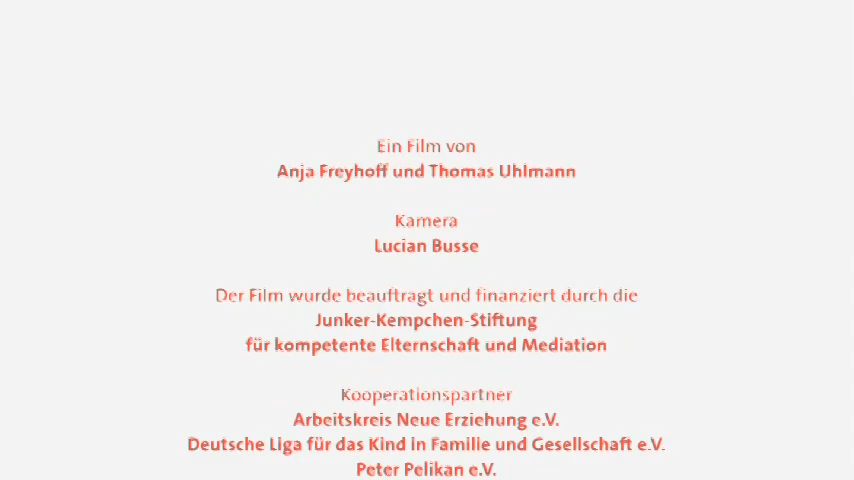 Ein Film von
Anja Freyhoff und Thomas Uhlmann
Kamera
Lucian Busse
Der Film wurde beauftragt und finanziert durch die
Junker-Kempchen-Stiftung
für kompetente Elternschaft und Mediation
Kooperationspartner
Arbeitskreis Neue Erziehung e.V.
Deutsche Liga für das Kind in Familie und Gesellschaft e.V.
Peter Pelikan e.V.